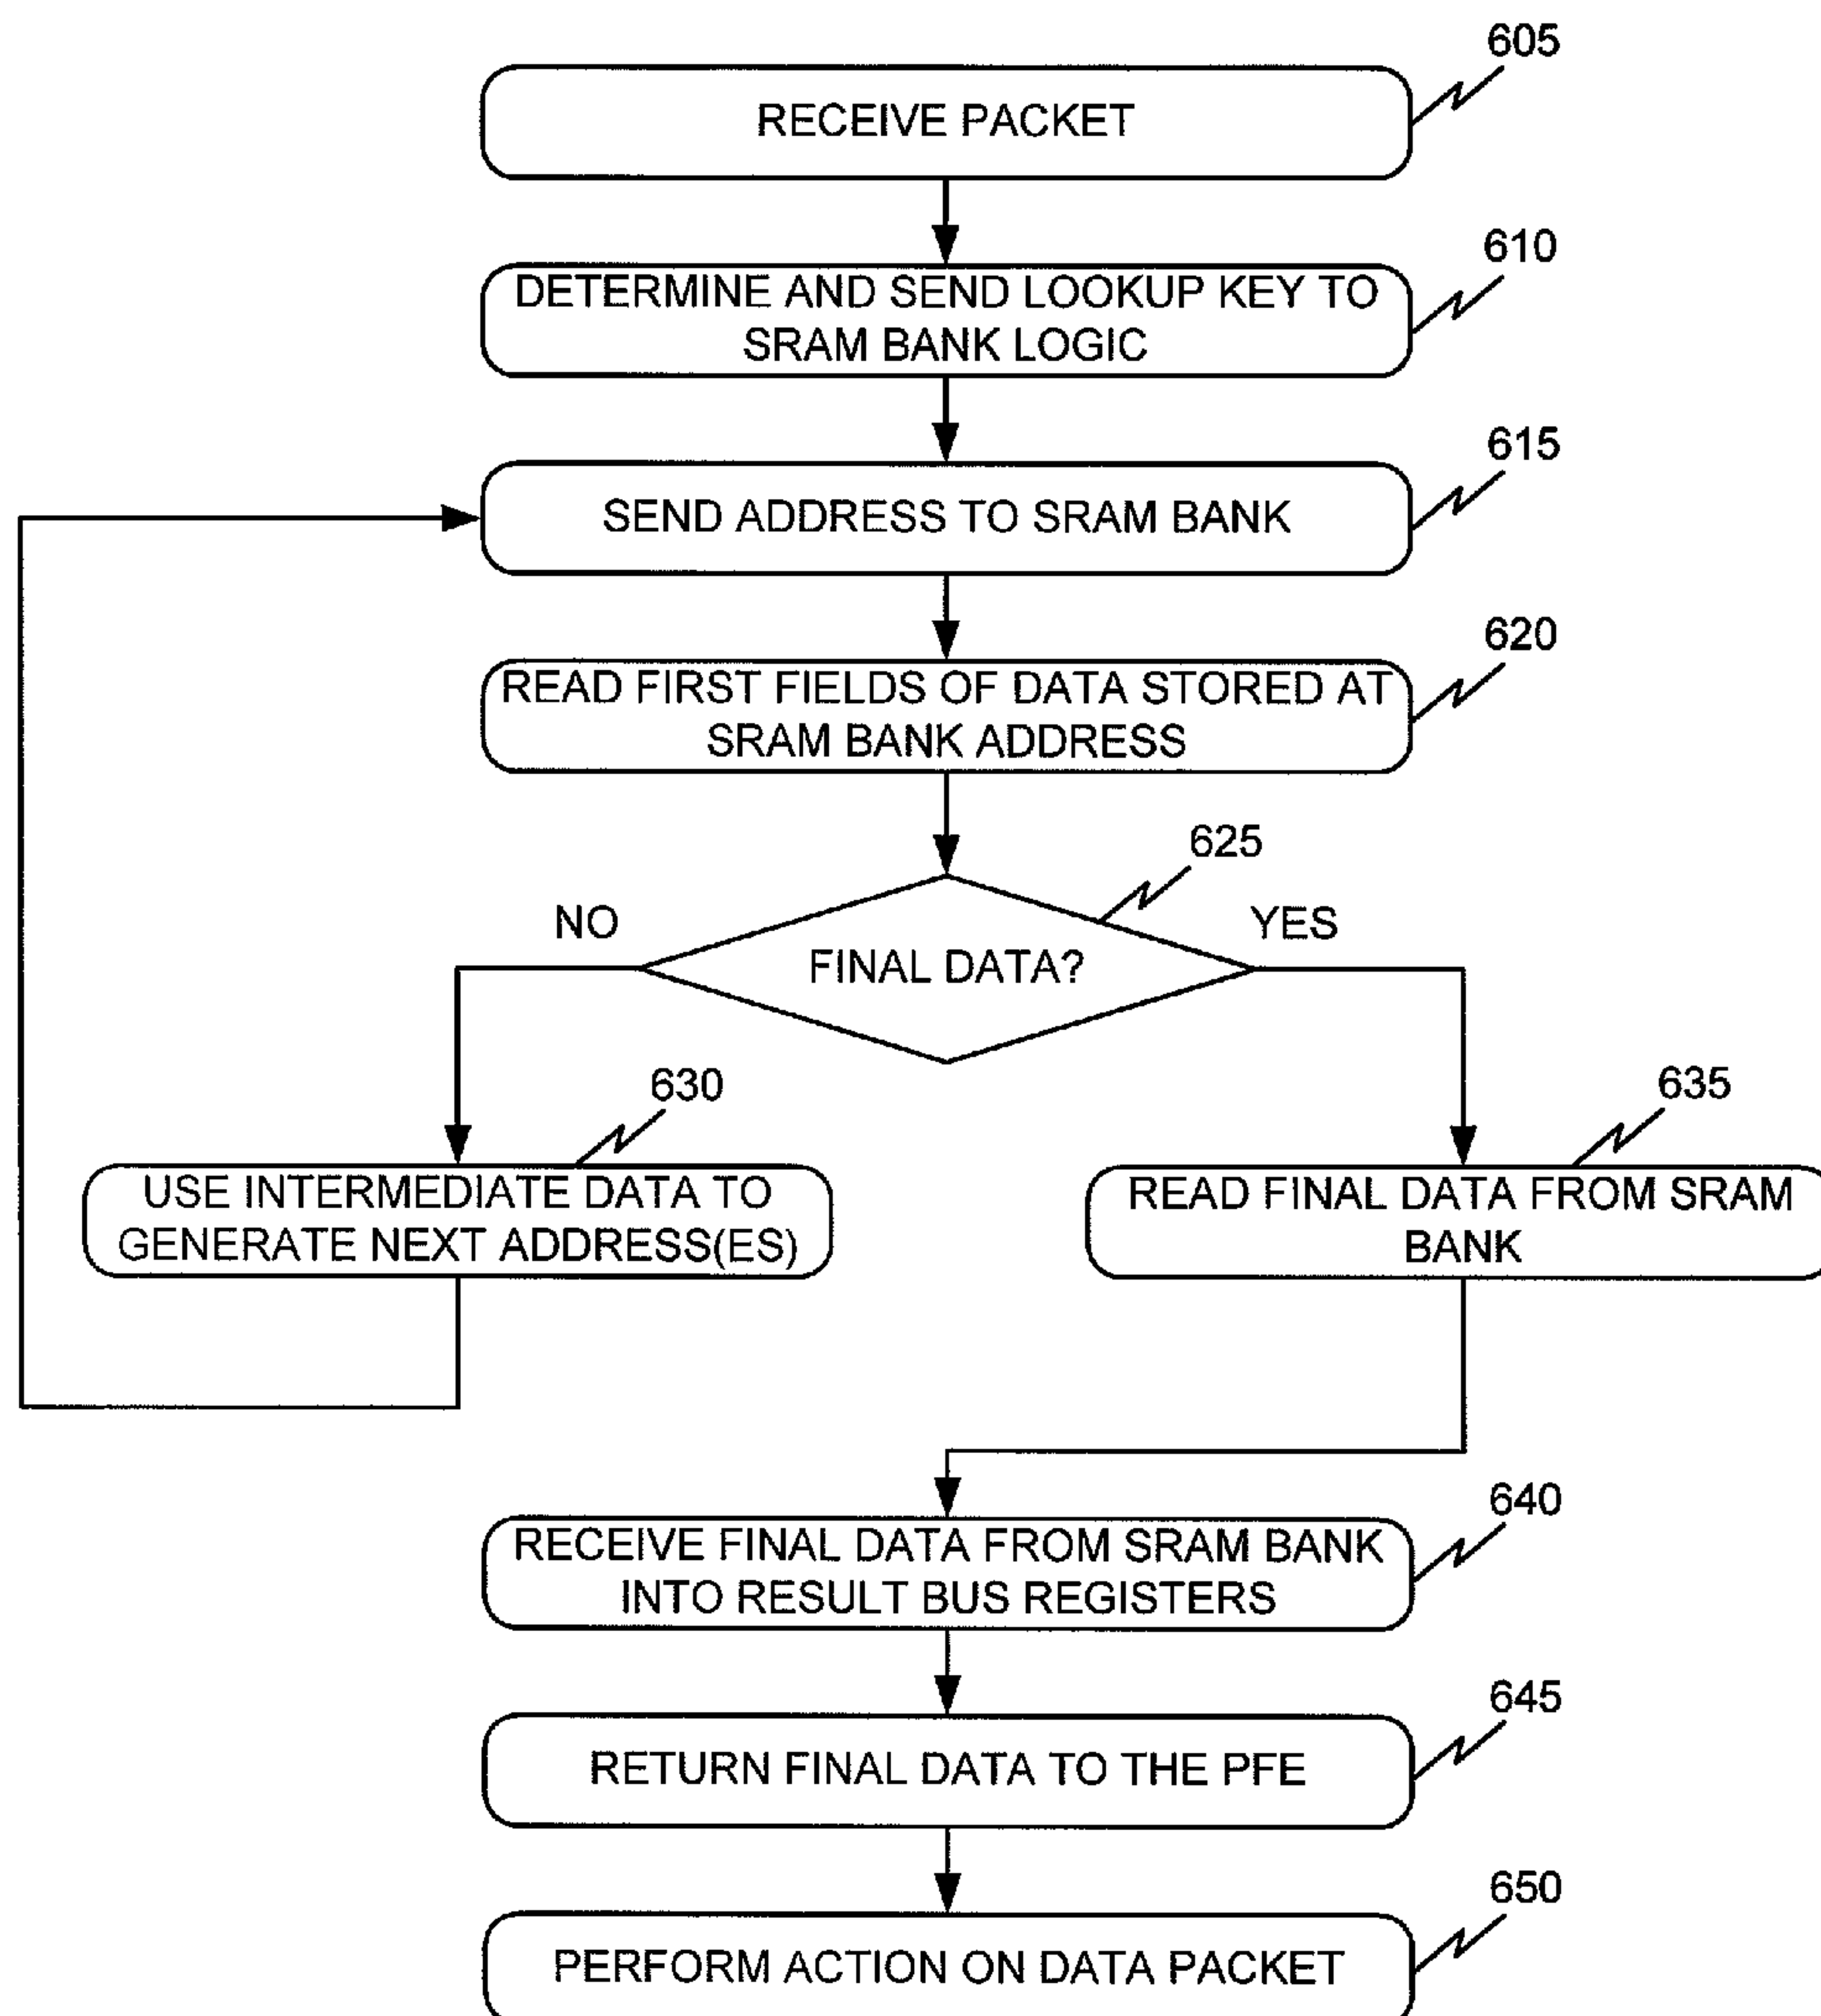 605
RECEIVE PACKET
610
DETERMINE AND SEND LOOKUP KEY TO
SRAM BANK LOGIC
615
SEND ADDRESS TO SRAM BANK
620
READ FIRST FIELDS OF DATA STORED AT
SRAM BANK ADDRESS
625
NO
YES
FINAL DATA?
630
635
USE INTERMEDIATE DATA TO
GENERATE NEXT ADDRESS(ES)
READ FINAL DATA FROM SRAM
BANK
640
RECEIVE FINAL DATA FROM SRAM BANK
INTO RESULT BUS REGISTERS
645
RETURN FINAL DATA TO THE PFE
650
PERFORM ACTION ON DATA PACKET